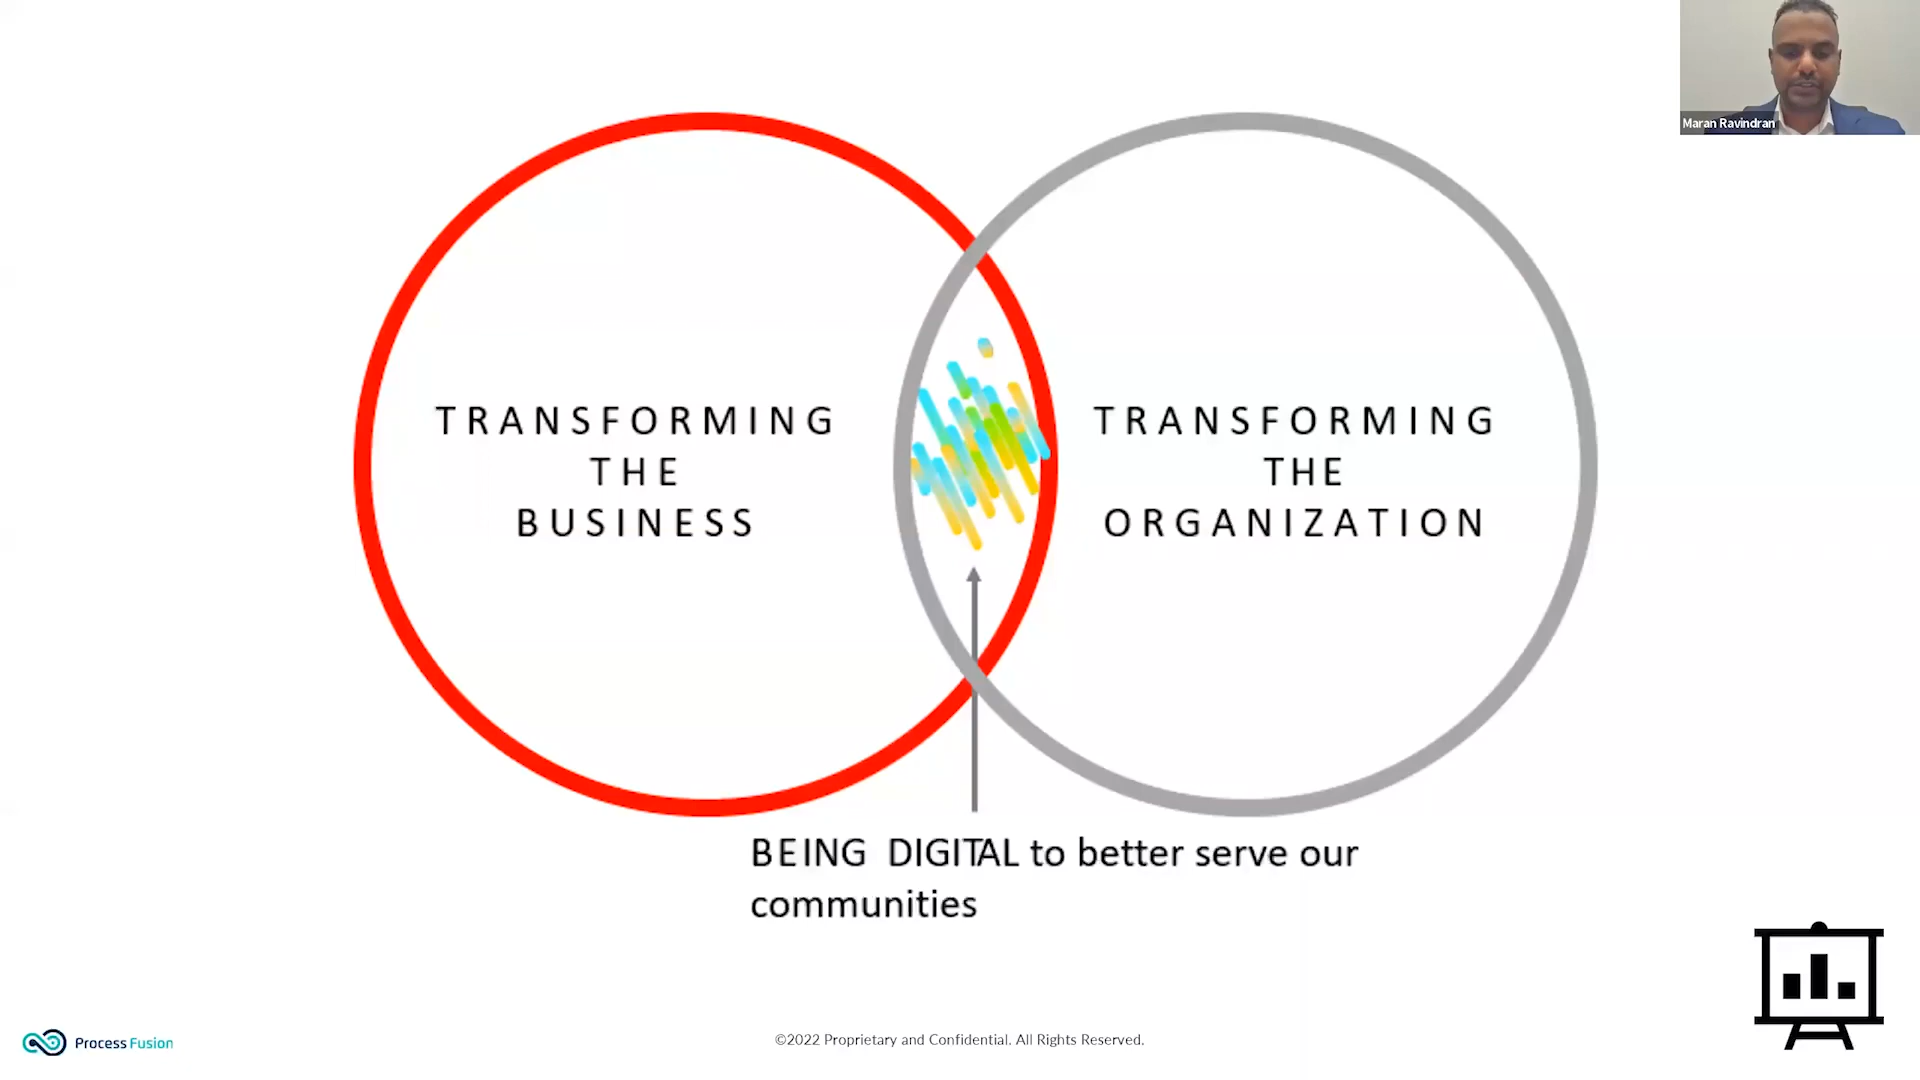 Maran Ravindran
TRANSFORMING
THE
BUSINESS
TRANSFORMING
THE
ORGANIZATION
BEING DIGITAL to better serve our
communities
Process Fusion
©2022 Proprietary and Confidential. All Rights Reserved.